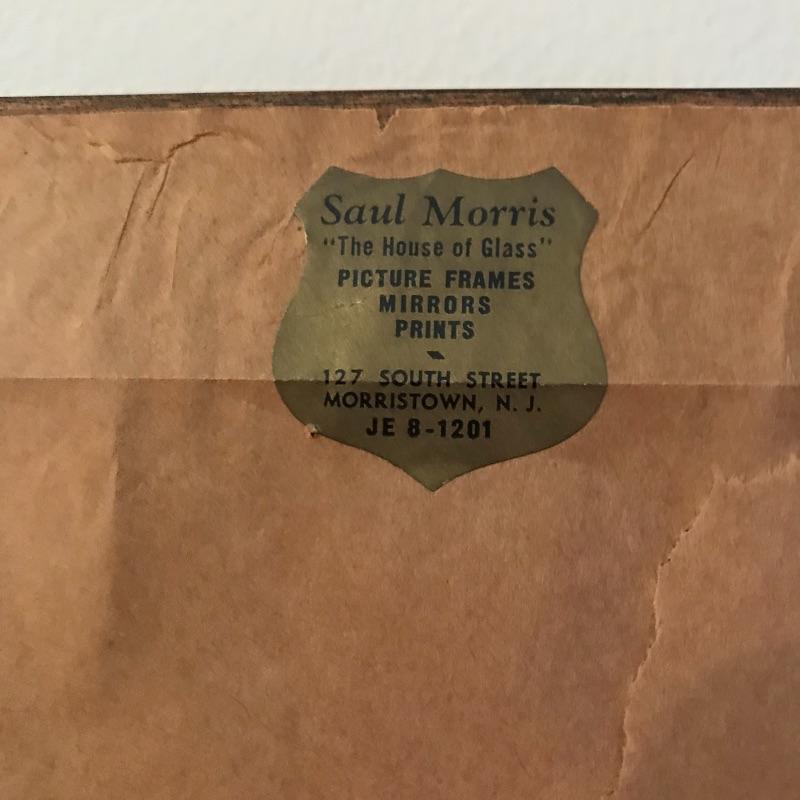 Saul Morris
"The House of Glass"
PICTURE FRAMES
MIRRORS
PRINTS
127 SOUTH STREET
MORRISTOWN, N. J.
JE 8-1201